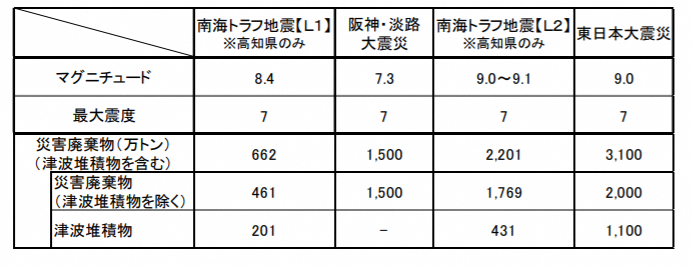 南海トラフ地震【L1】 阪神・淡路 南海トラフ地震【L2】 東日本大震災
※高知県のみ 大震災 ※高知県のみ
マグニチュード 8.4 7.3 9.0～9.1 9.0
最大震度 7 7 7 7
災害廃棄物（万トン）
（津波堆積物を含む） 662 1,500 2,201 3,100
災害廃棄物
（津波堆積物を除く） 461 1,500 1,769 2,000
津波堆積物 201 － 431 1,100